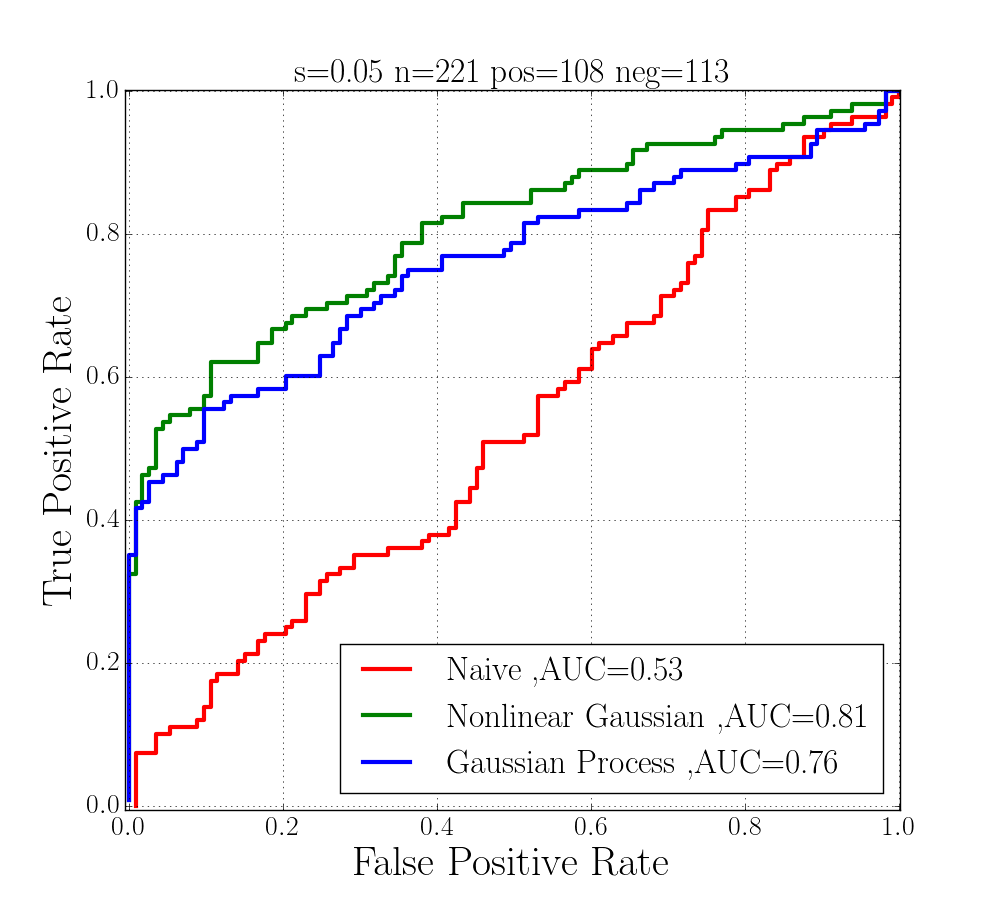 s=0.05 n=221 pos=108 neg=113
1.0
0.8
0.6
0.4
0.2
0.0
True Positive Rate
Naive ,AUC=0.53
Nonlinear Gaussian ,AUC=0.81
Gaussian Process ,AUC=0.76
0.0 0.2 0.4 0.6 0.8 1.0
False Positive Rate